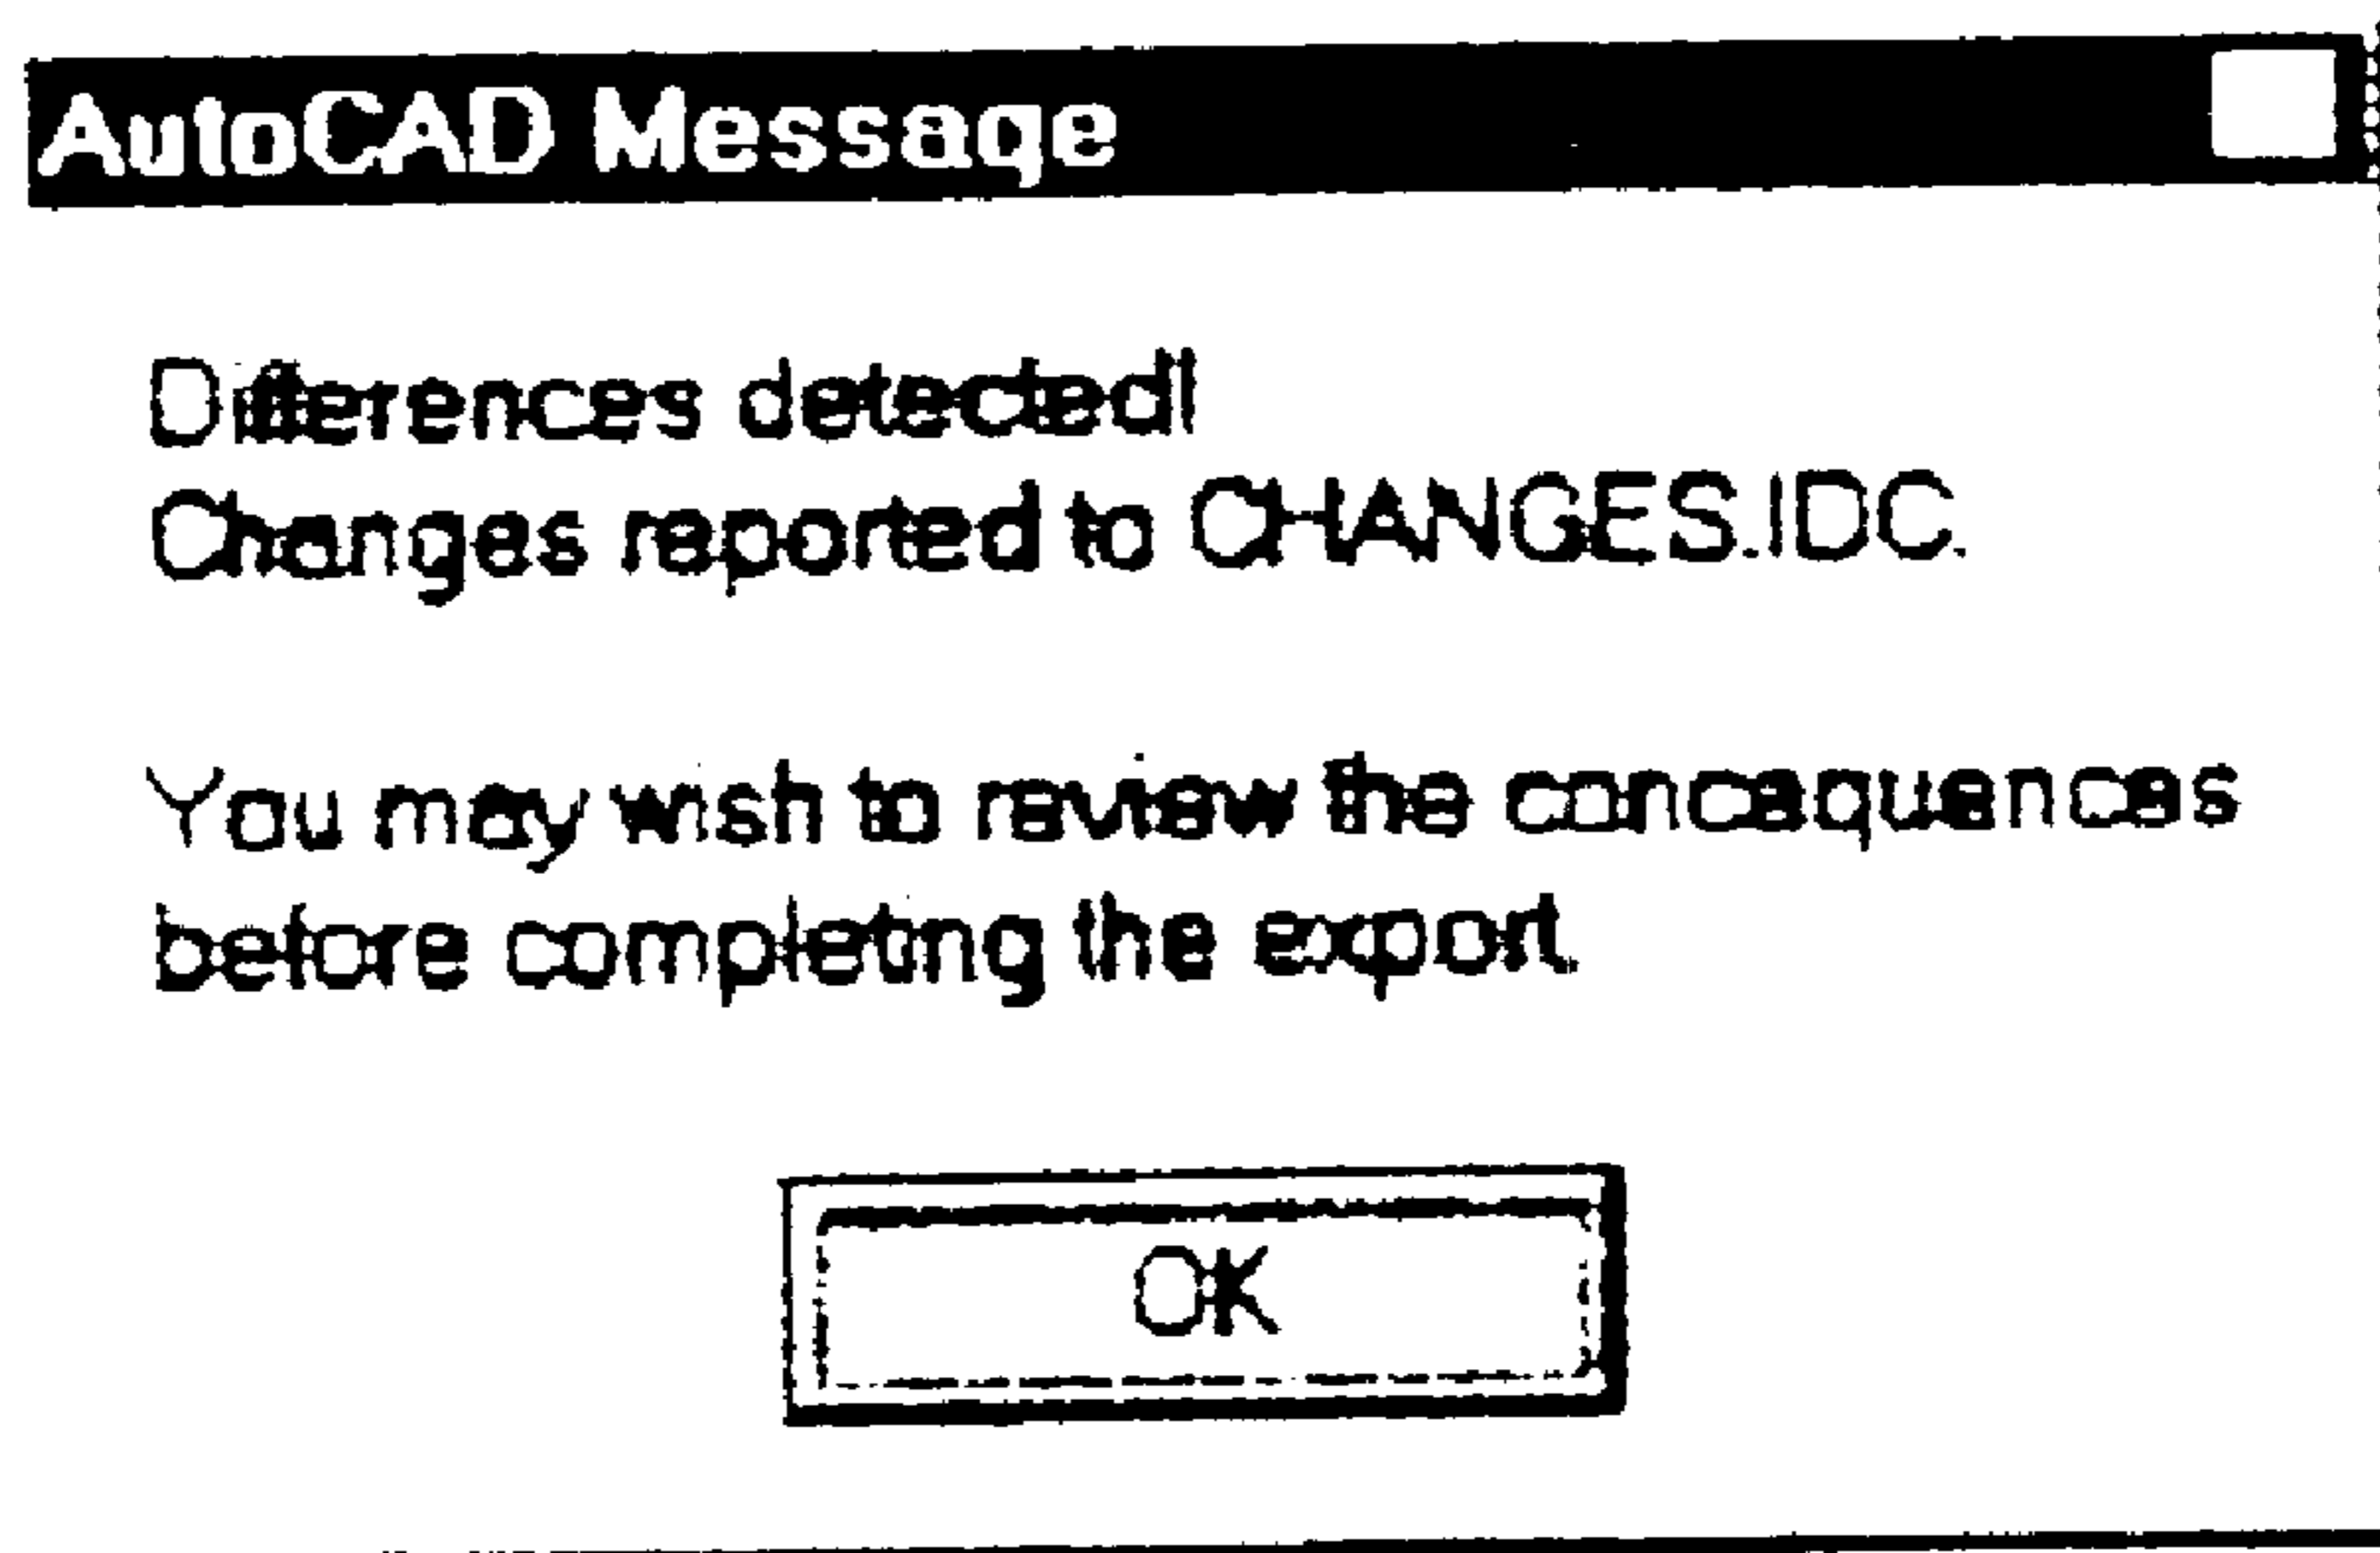 AutoCAD Message
Differences detected!
Changes reported to CHANGES.IDC.
You may wish to review the concequences
before completing the export.
OK